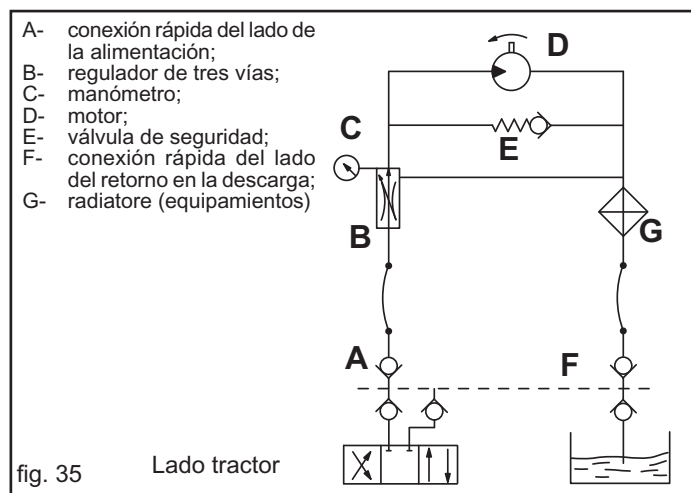 A- conexión rápida del lado de
la alimentación;
B- regulador de tres vías;
C- manómetro;
D- motor;
E- válvula de seguridad;
F- conexión rápida del lado
del retorno en la descarga;
G- radiatore (equipamientos)
D
C
E
B
G
A
F
fig. 35
Lado tractor